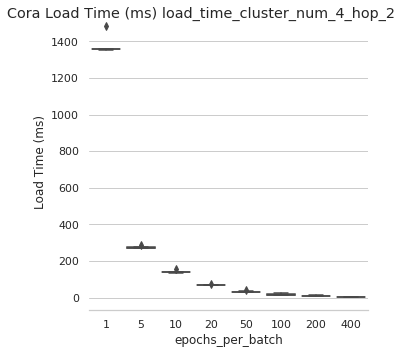 Cora Load Time (ms) load_time_cluster_num_4_hop_2
1400
1200
1000
800
600
400
200
0
Load Time (ms)
1 5 10 20 50 100 200 400
epochs_per_batch